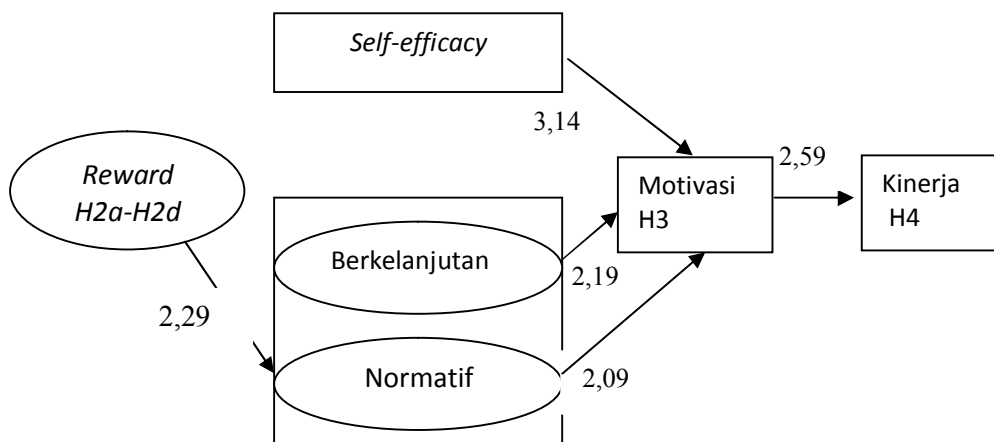 Self-efficacy
3,14
2,59
Reward
H2a-H2d
Motivasi
H3
Kinerja
H4
Berkelanjutan
2,19
2,29
Normatif
2,09